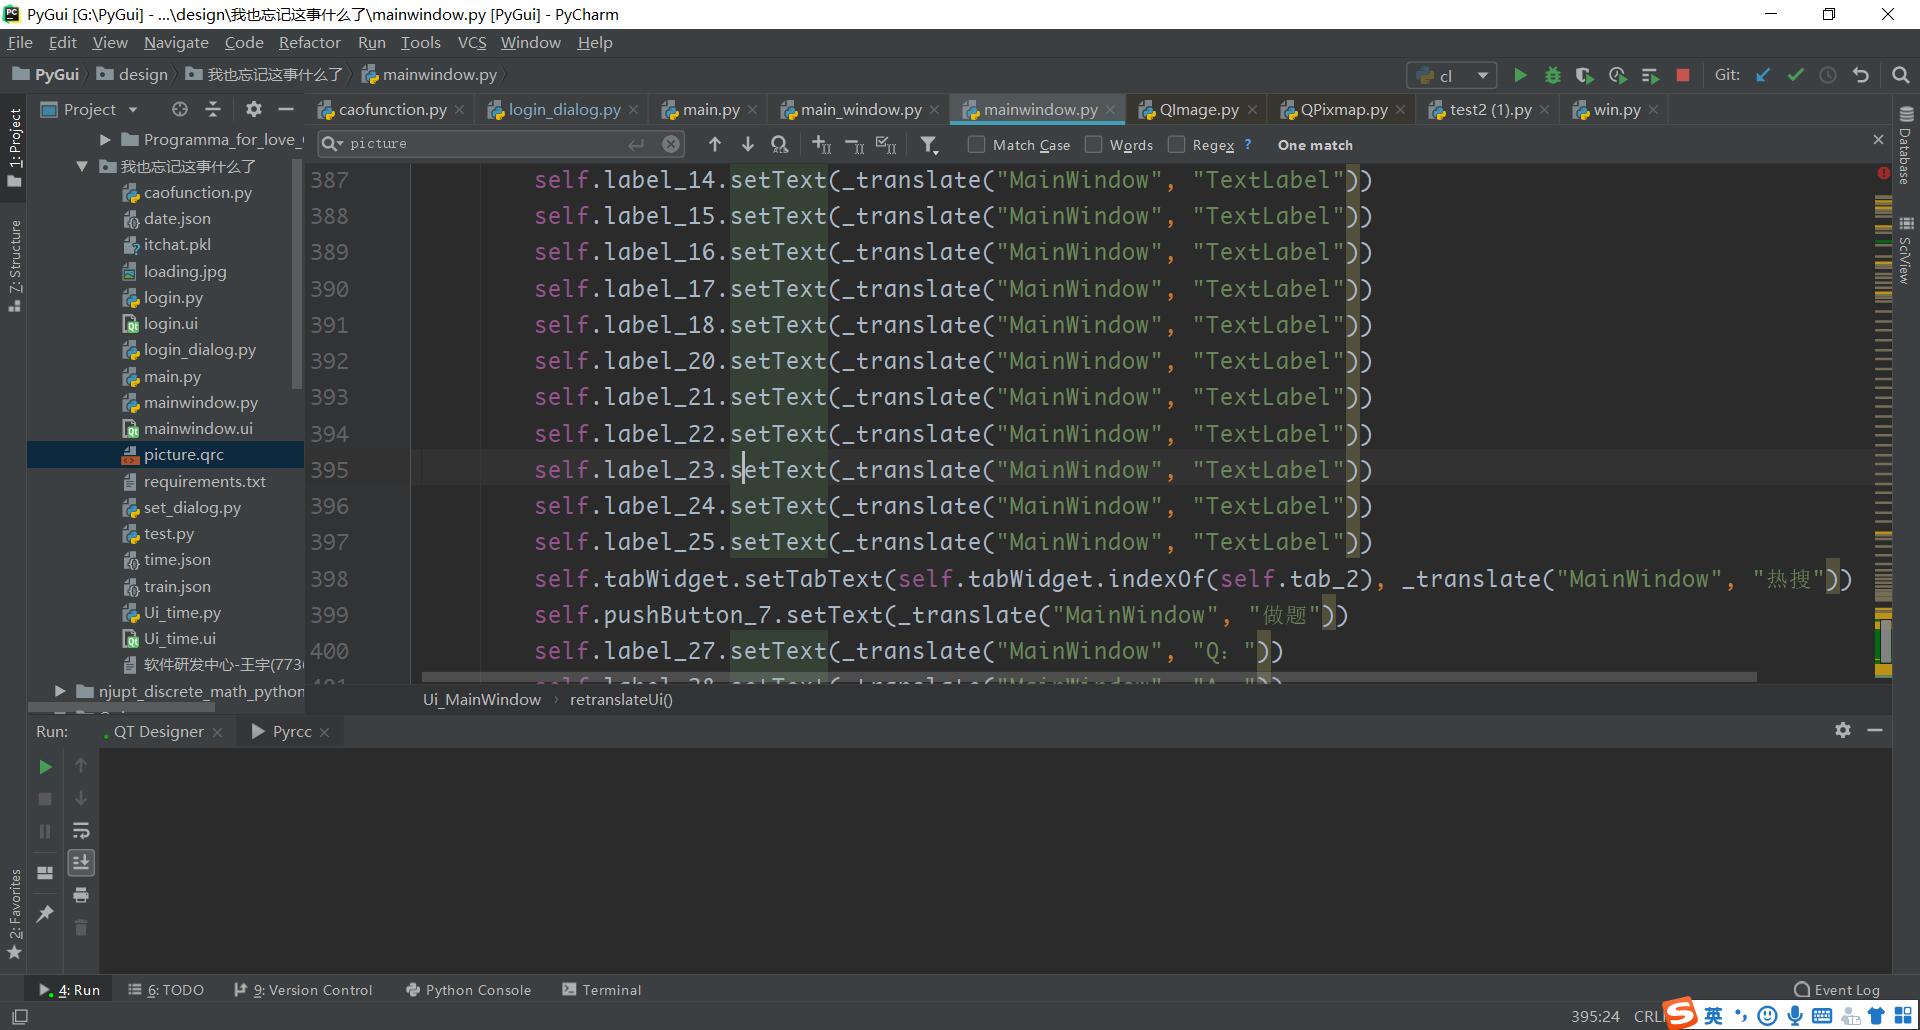 PyGui [G:\PyGui] - ...\design\我也忘记这事什么了\mainwindow.py [PyGui] - PyCharm
File Edit View Navigate Code Refactor Run Tools VCS Window Help
PyGui design 我也忘记这事什么了 mainwindow.py
cl Git:
Project
caofunction.py login_dialog.py main.py main_window.py mainwindow.py QImage.py QPixmap.py test2 (1).py win.py
picture
Match Case Words Regex ? One match
1: Project
7: Structure
2: Favorites
Database
SciView
Programma_for_love_
我也忘记这事什么了
caofunction.py
date.json
itchat.pkl
loading.jpg
login.py
login.ui
login_dialog.py
main.py
mainwindow.py
mainwindow.ui
picture.qrc
requirements.txt
set_dialog.py
test.py
time.json
train.json
Ui_time.py
Ui_time.ui
软件研发中心-王宇(7736
njupt_discrete_math_python
387 self.label_14.setText(_translate("MainWindow", "TextLabel"))
388 self.label_15.setText(_translate("MainWindow", "TextLabel"))
389 self.label_16.setText(_translate("MainWindow", "TextLabel"))
390 self.label_17.setText(_translate("MainWindow", "TextLabel"))
391 self.label_18.setText(_translate("MainWindow", "TextLabel"))
392 self.label_20.setText(_translate("MainWindow", "TextLabel"))
393 self.label_21.setText(_translate("MainWindow", "TextLabel"))
394 self.label_22.setText(_translate("MainWindow", "TextLabel"))
395 self.label_23.setText(_translate("MainWindow", "TextLabel"))
396 self.label_24.setText(_translate("MainWindow", "TextLabel"))
397 self.label_25.setText(_translate("MainWindow", "TextLabel"))
398 self.tabWidget.setTabText(self.tabWidget.indexOf(self.tab_2), _translate("MainWindow", "热搜"))
399 self.pushButton_7.setText(_translate("MainWindow", "做题"))
400 self.label_27.setText(_translate("MainWindow", "Q："))
Ui_MainWindow › retranslateUi()
Run: QT Designer Pyrcc
4: Run 6: TODO 9: Version Control Python Console Terminal Event Log
395:24 CRL
英